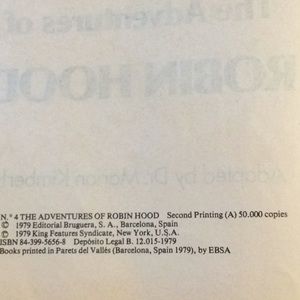 The Adventures of
ROBIN HOOD
Adapted by Dr. Marion Kimberly
N.º 4 THE ADVENTURES OF ROBIN HOOD Second Printing (A) 50.000 copies
© 1979 Editorial Bruguera, S. A., Barcelona, Spain
© 1979 King Features Syndicate, New York, U.S.A.
ISBN 84-399-5656-8 Depósito Legal B. 12.015-1979
Books printed in Parets del Vallès (Barcelona, Spain 1979), by EBSA